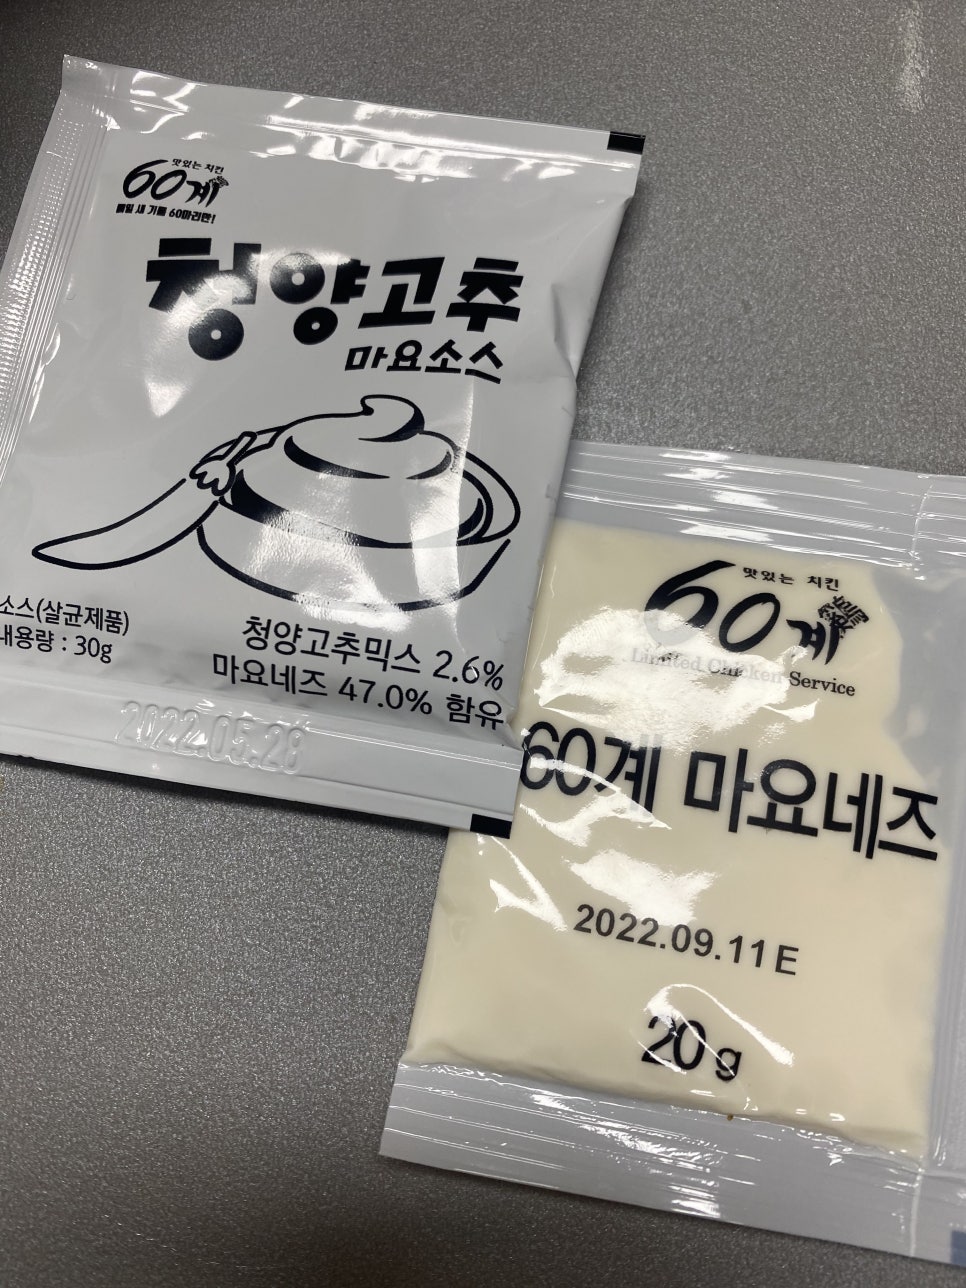 맛있는 치킨
60계
매일 새 기름 60마리만!
청양고추
마요소스
소스(살균제품)
내용량 : 30g
청양고추믹스 2.6%
마요네즈 47.0% 함유
2022.05.28
맛있는 치킨
60계
Limited Chicken Service
60계 마요네즈
2022.09.11 E
20 g